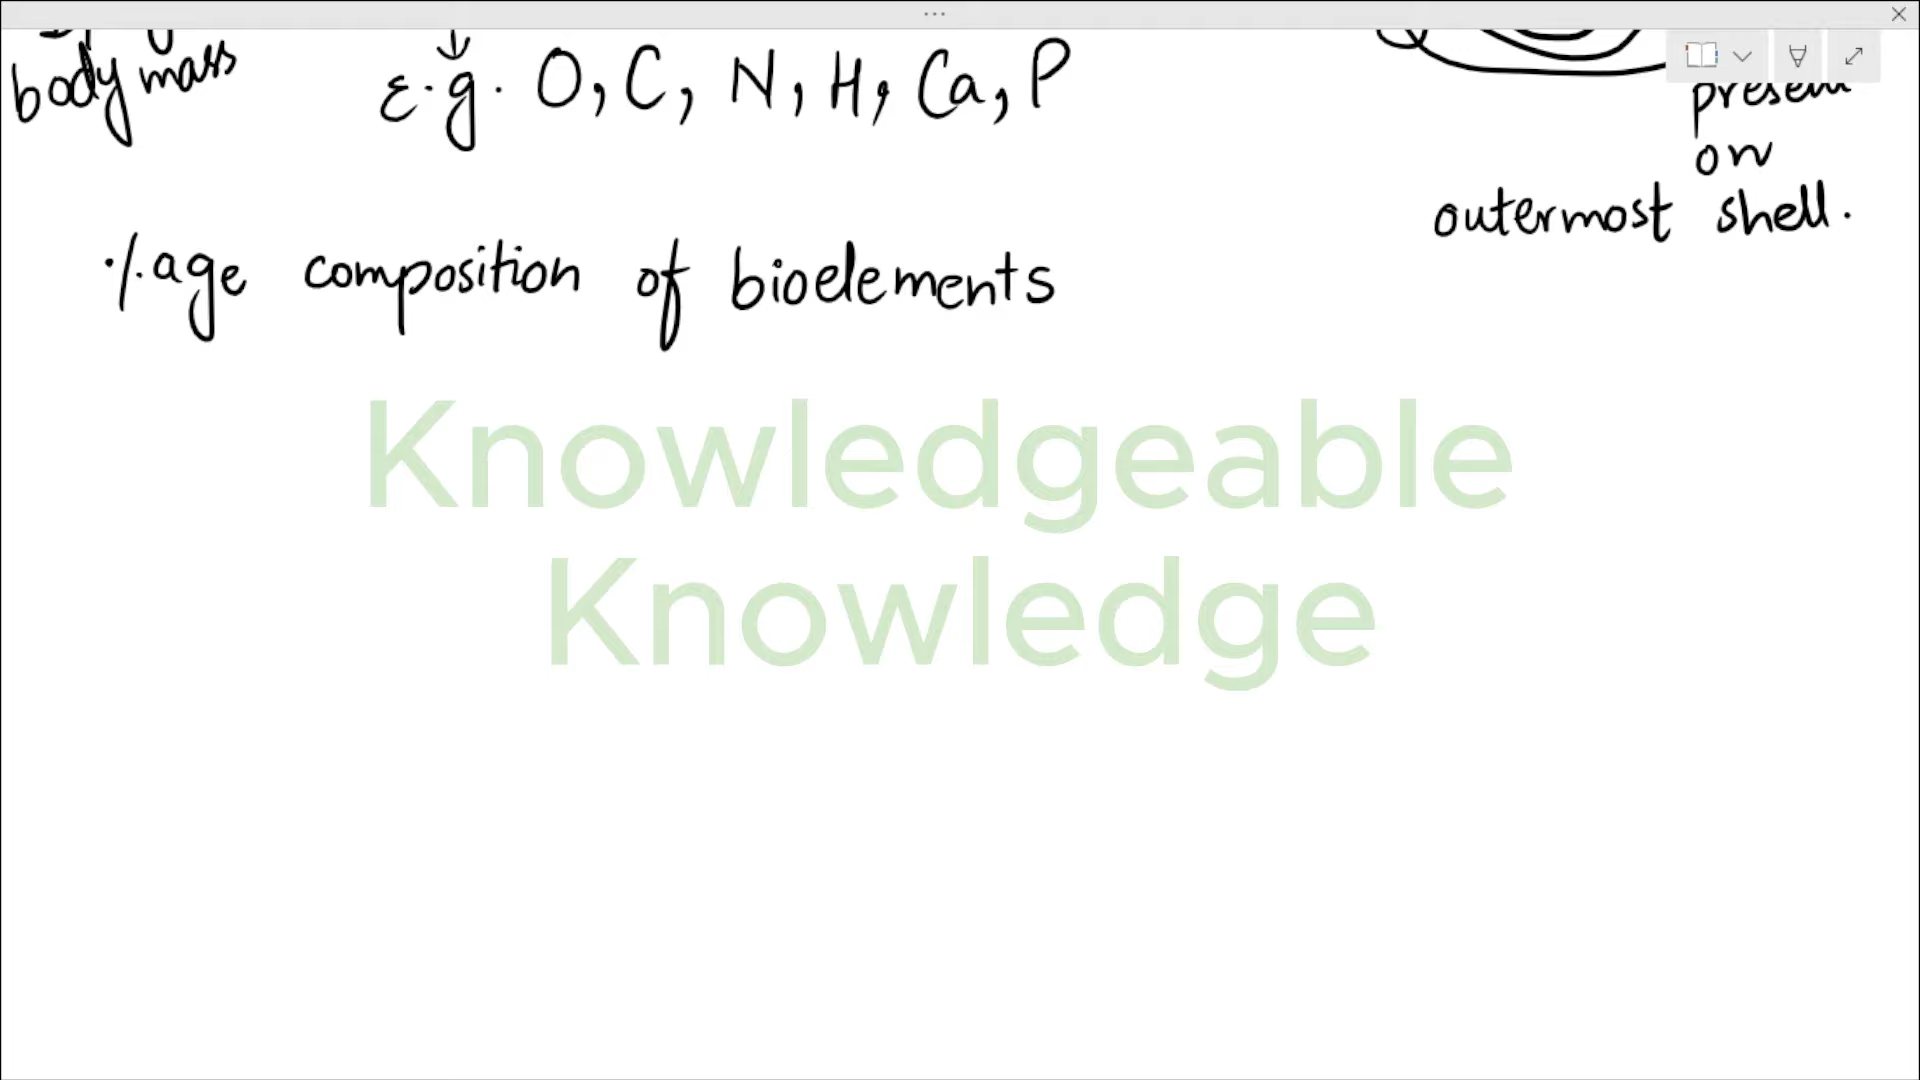 body mass
e.g. O, C, N, H, Ca, P
present
on
outermost shell.
%age composition of bioelements
Knowledgeable
Knowledge